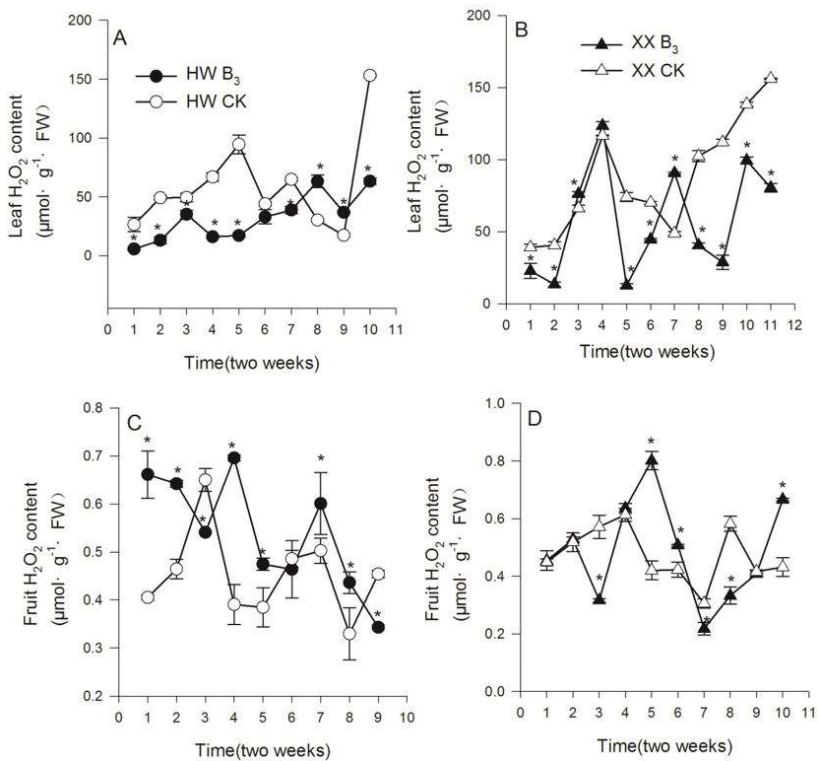 A
HW B₃
HW CK
Leaf H₂O₂ content
(μmol· g⁻¹· FW）
200
150
100
50
0
* * * * * * * * *
0 1 2 3 4 5 6 7 8 9 10 11
Time(two weeks)
B
XX B₃
XX CK
Leaf H₂O₂ content
(μmol· g⁻¹· FW）
200
150
100
50
0
* * * * * * * * * *
0 1 2 3 4 5 6 7 8 9 10 11 12
Time(two weeks)
C
Fruit H₂O₂ content
(μmol· g⁻¹· FW）
0.8
0.7
0.6
0.5
0.4
0.3
0.2
* * * * * * * *
0 1 2 3 4 5 6 7 8 9 10
Time(two weeks)
D
Fruit H₂O₂ content
(μmol· g⁻¹· FW）
1.0
0.8
0.6
0.4
0.2
0.0
* * * * * *
0 1 2 3 4 5 6 7 8 9 10 11
Time(two weeks)